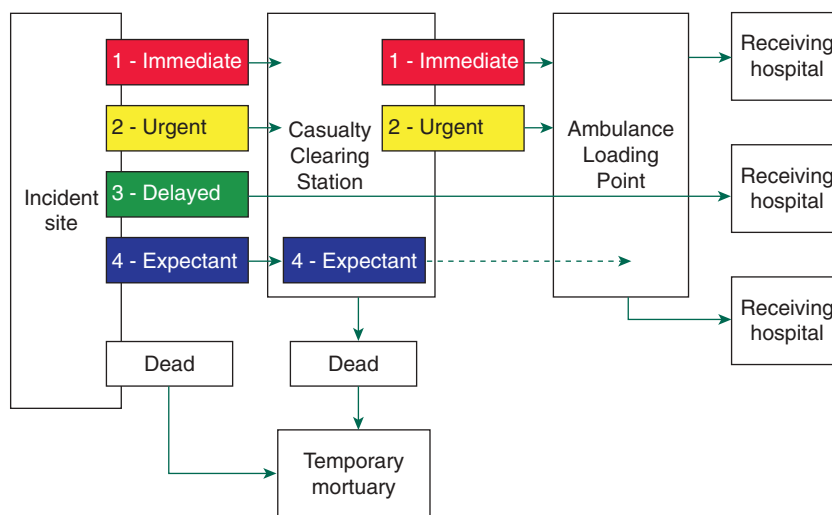 Incident
site
1 - Immediate
2 - Urgent
3 - Delayed
4 - Expectant
Dead
Casualty
Clearing
Station
4 - Expectant
Dead
Temporary
mortuary
1 - Immediate
2 - Urgent
Ambulance
Loading
Point
Receiving
hospital
Receiving
hospital
Receiving
hospital